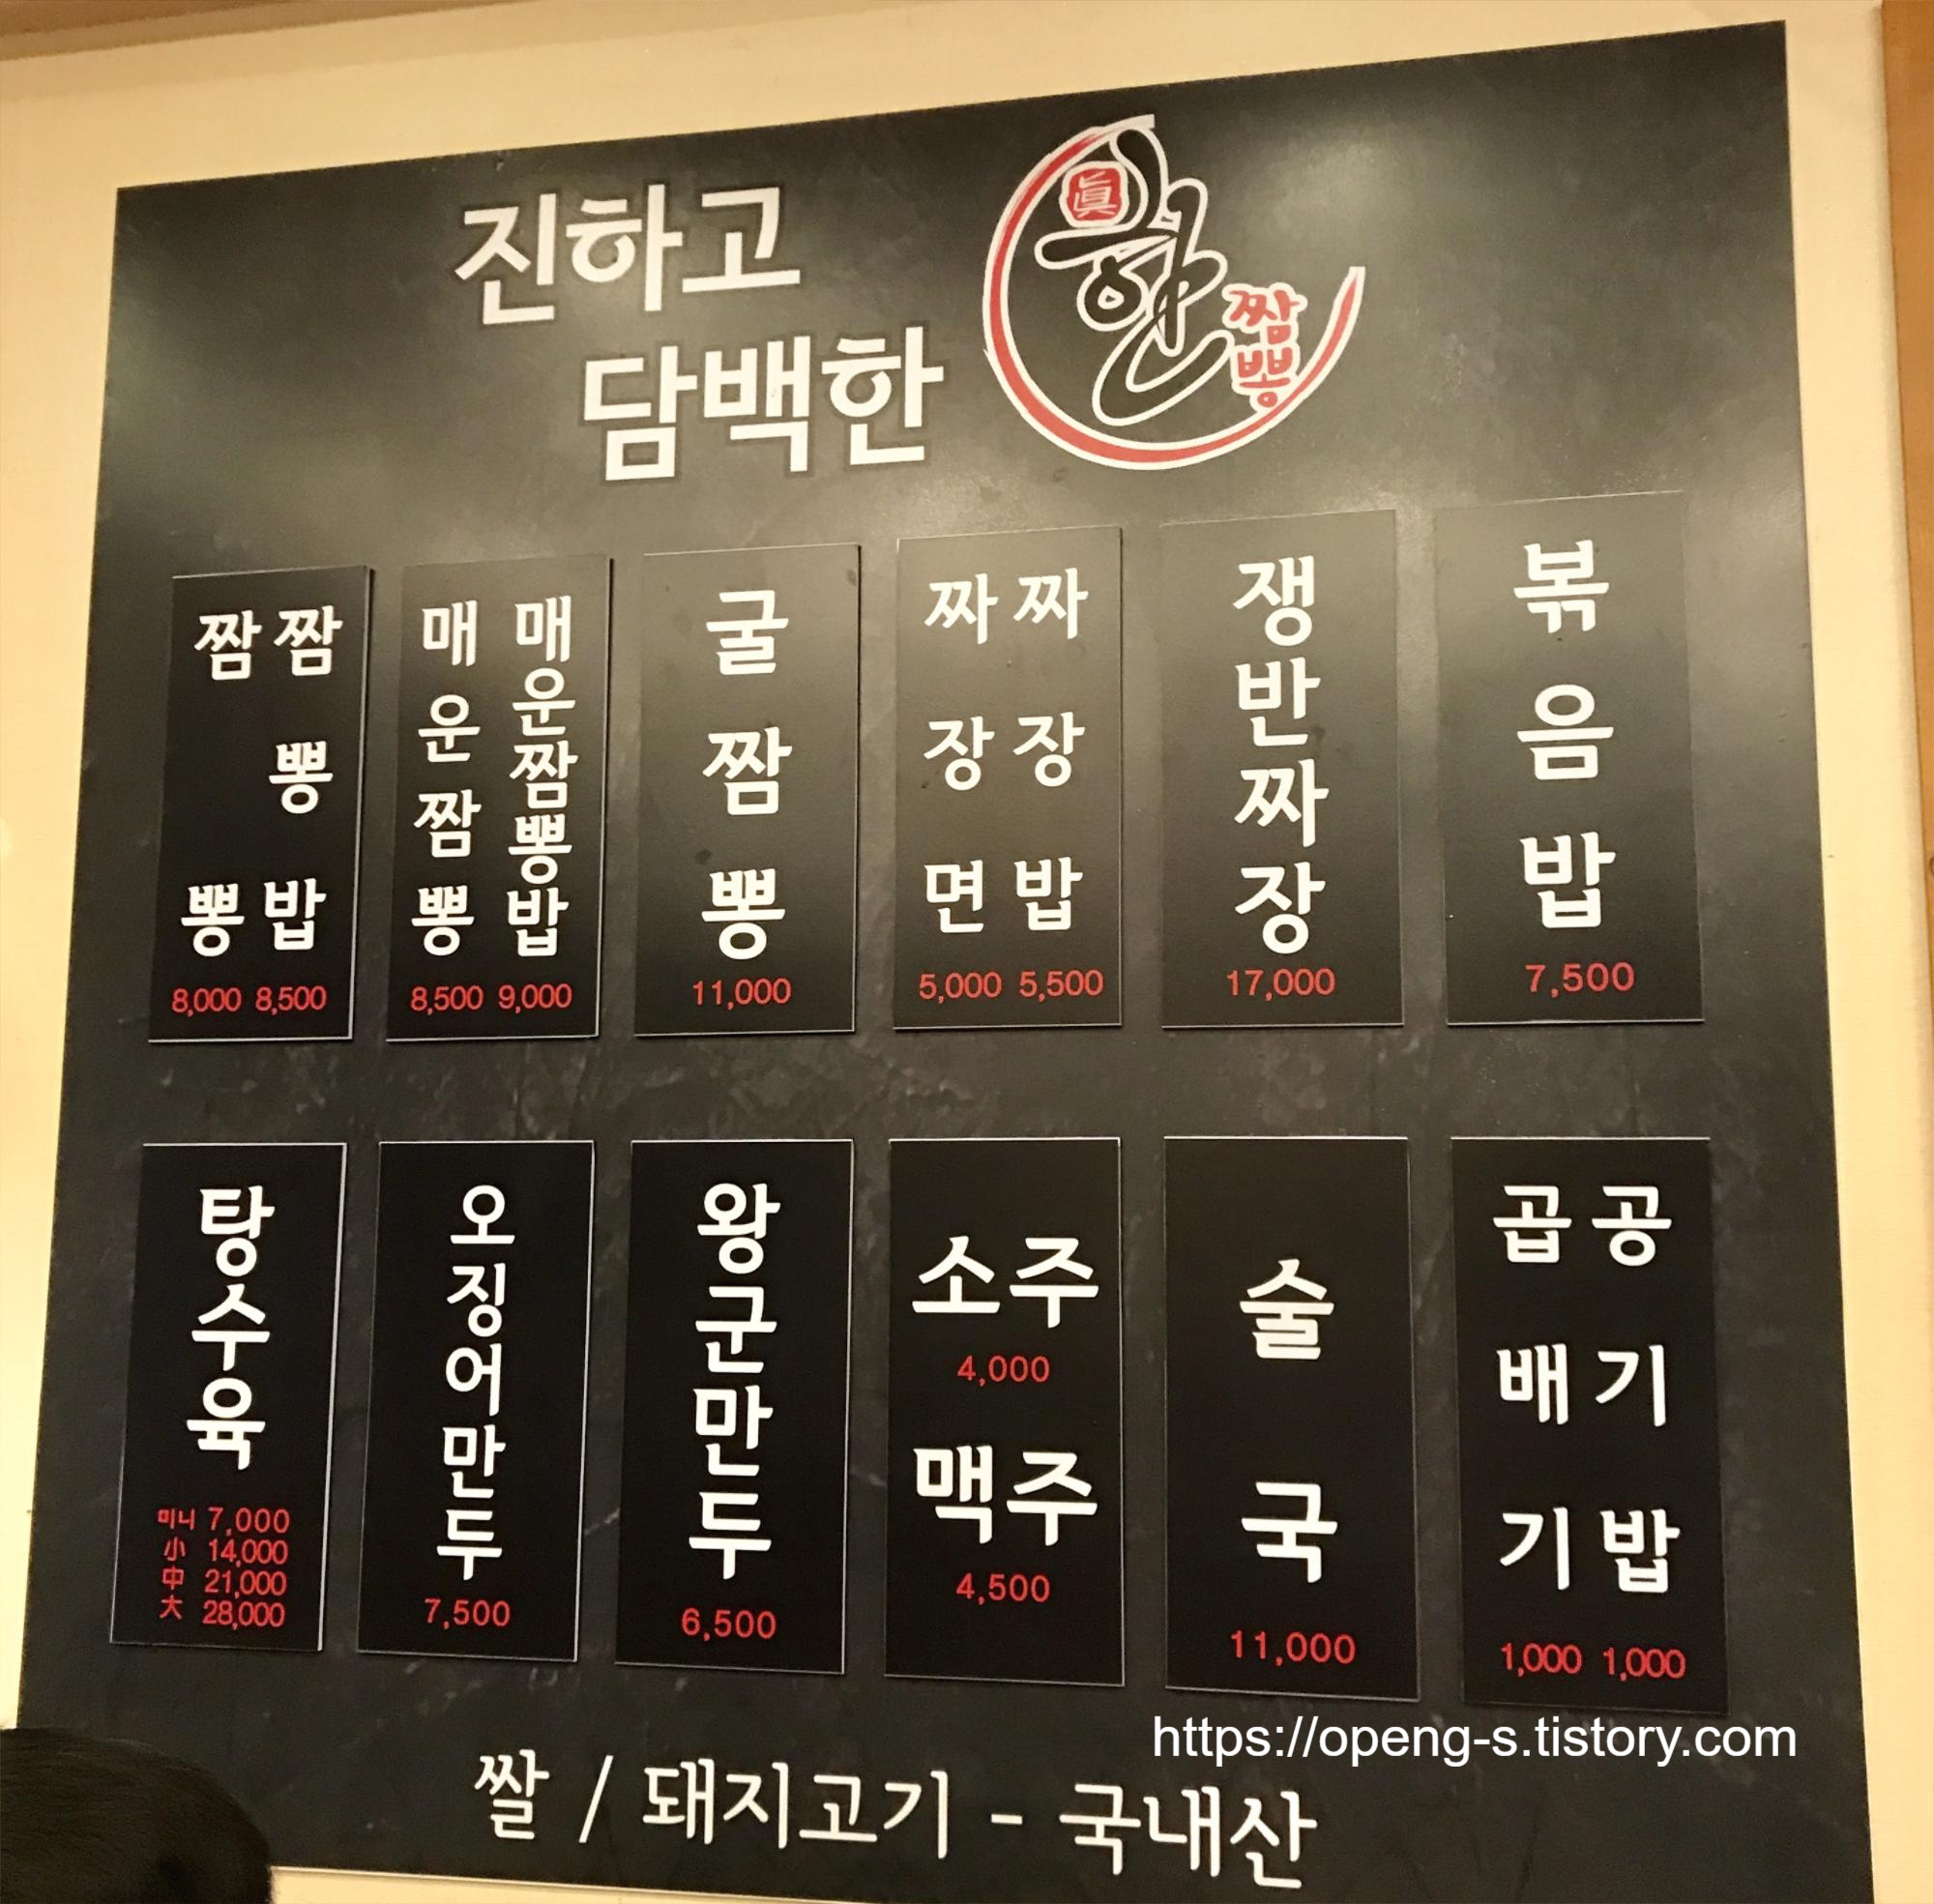 진하고
담백한
眞
짬
뽕
짬뽕 짬뽕밥
8,000 8,500
매운짬뽕 매운짬뽕밥
8,500 9,000
굴짬뽕
11,000
짜장면 짜장밥
5,000 5,500
쟁반짜장
17,000
볶음밥
7,500
탕수육
미니 7,000
小 14,000
中 21,000
大 28,000
오징어만두
7,500
왕군만두
6,500
소주
4,000
맥주
4,500
술국
11,000
곱배기 공기밥
1,000 1,000
https://openg-s.tistory.com
쌀 / 돼지고기 - 국내산